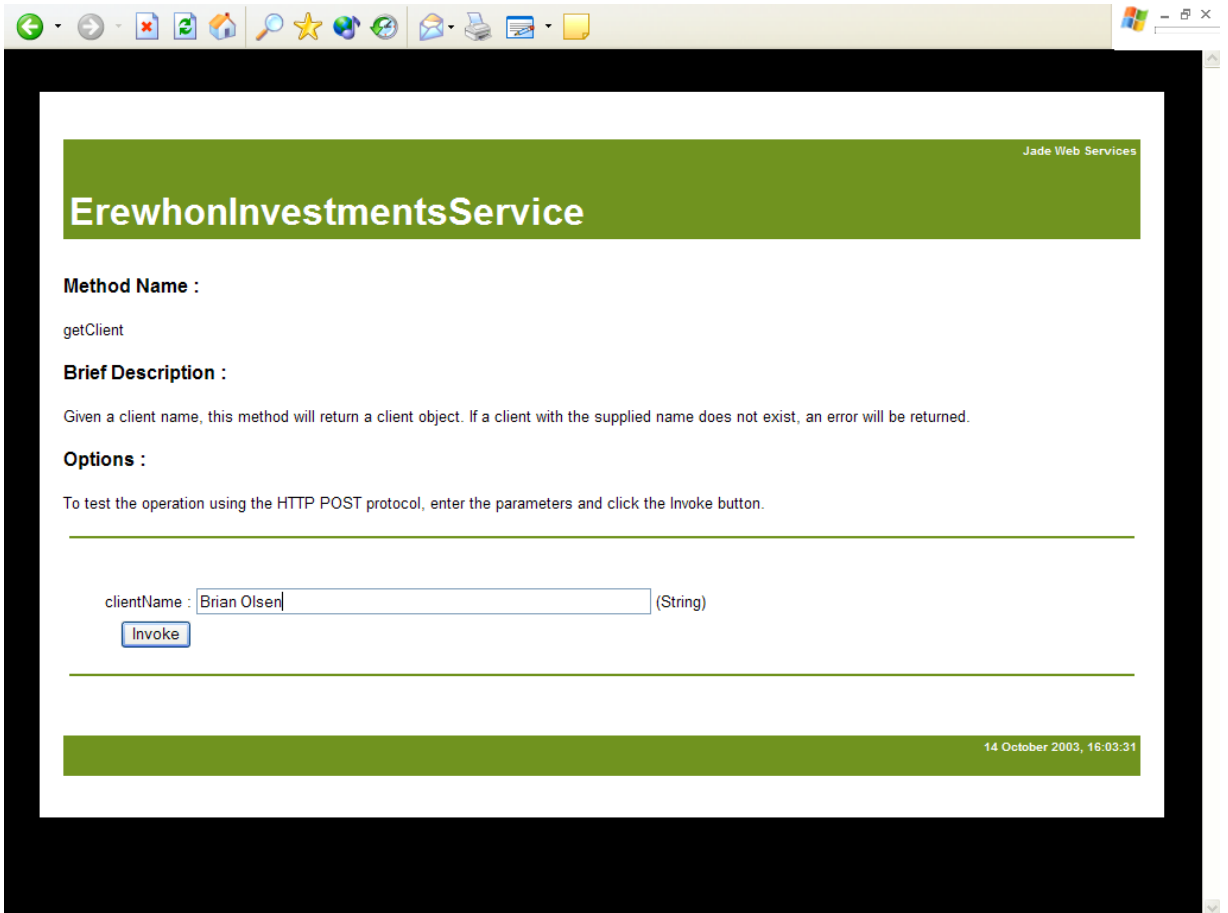 Jade Web Services
ErewhonInvestmentsService
Method Name :
getClient
Brief Description :
Given a client name, this method will return a client object. If a client with the supplied name does not exist, an error will be returned.
Options :
To test the operation using the HTTP POST protocol, enter the parameters and click the Invoke button.
clientName : Brian Olsen (String)
Invoke
14 October 2003, 16:03:31